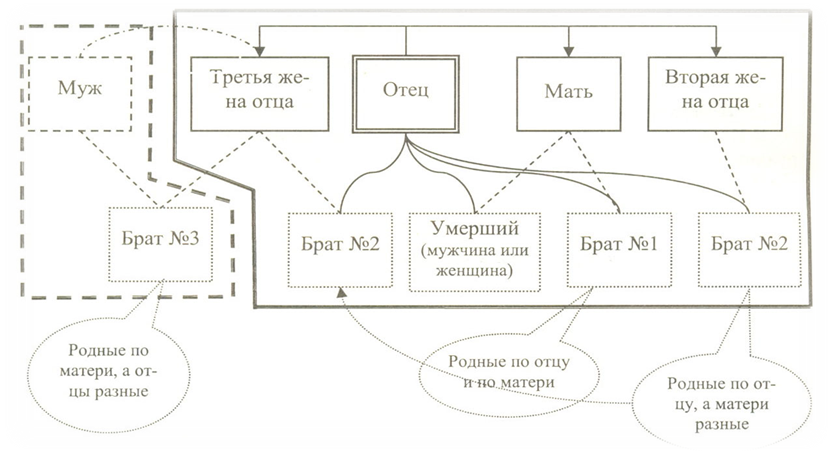 Муж
Третья же-
на отца
Отец
Мать
Вторая же-
на отца
Брат №3
Брат №2
Умерший
(мужчина или
женщина)
Брат №1
Брат №2
Родные по
матери, а от-
цы разные
Родные по отцу
и по матери
Родные по от-
цу, а матери
разные